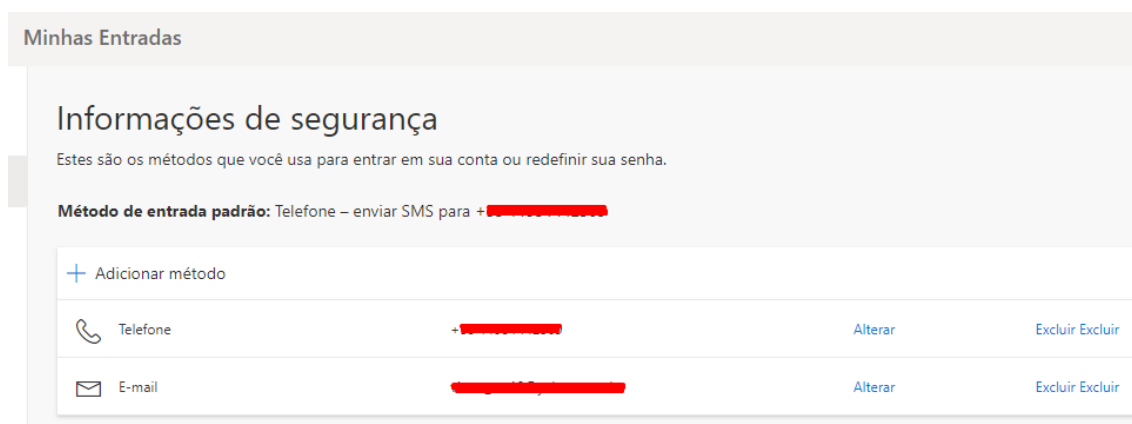 Minhas Entradas
Informações de segurança
Estes são os métodos que você usa para entrar em sua conta ou redefinir sua senha.
Método de entrada padrão: Telefone – enviar SMS para +
Adicionar método
Telefone + Alterar Excluir Excluir
E-mail Alterar Excluir Excluir